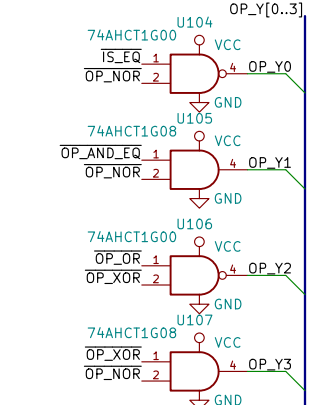 OP_Y[0..3]
U104
74AHCT1G00
VCC
IS_EQ 1
OP_NOR 2
4 OP_Y0
GND
U105
74AHCT1G08
VCC
OP_AND_EQ 1
OP_NOR 2
4 OP_Y1
GND
U106
74AHCT1G00
VCC
OP_OR 1
OP_XOR 2
4 OP_Y2
GND
U107
74AHCT1G08
VCC
OP_XOR 1
OP_NOR 2
4 OP_Y3
GND